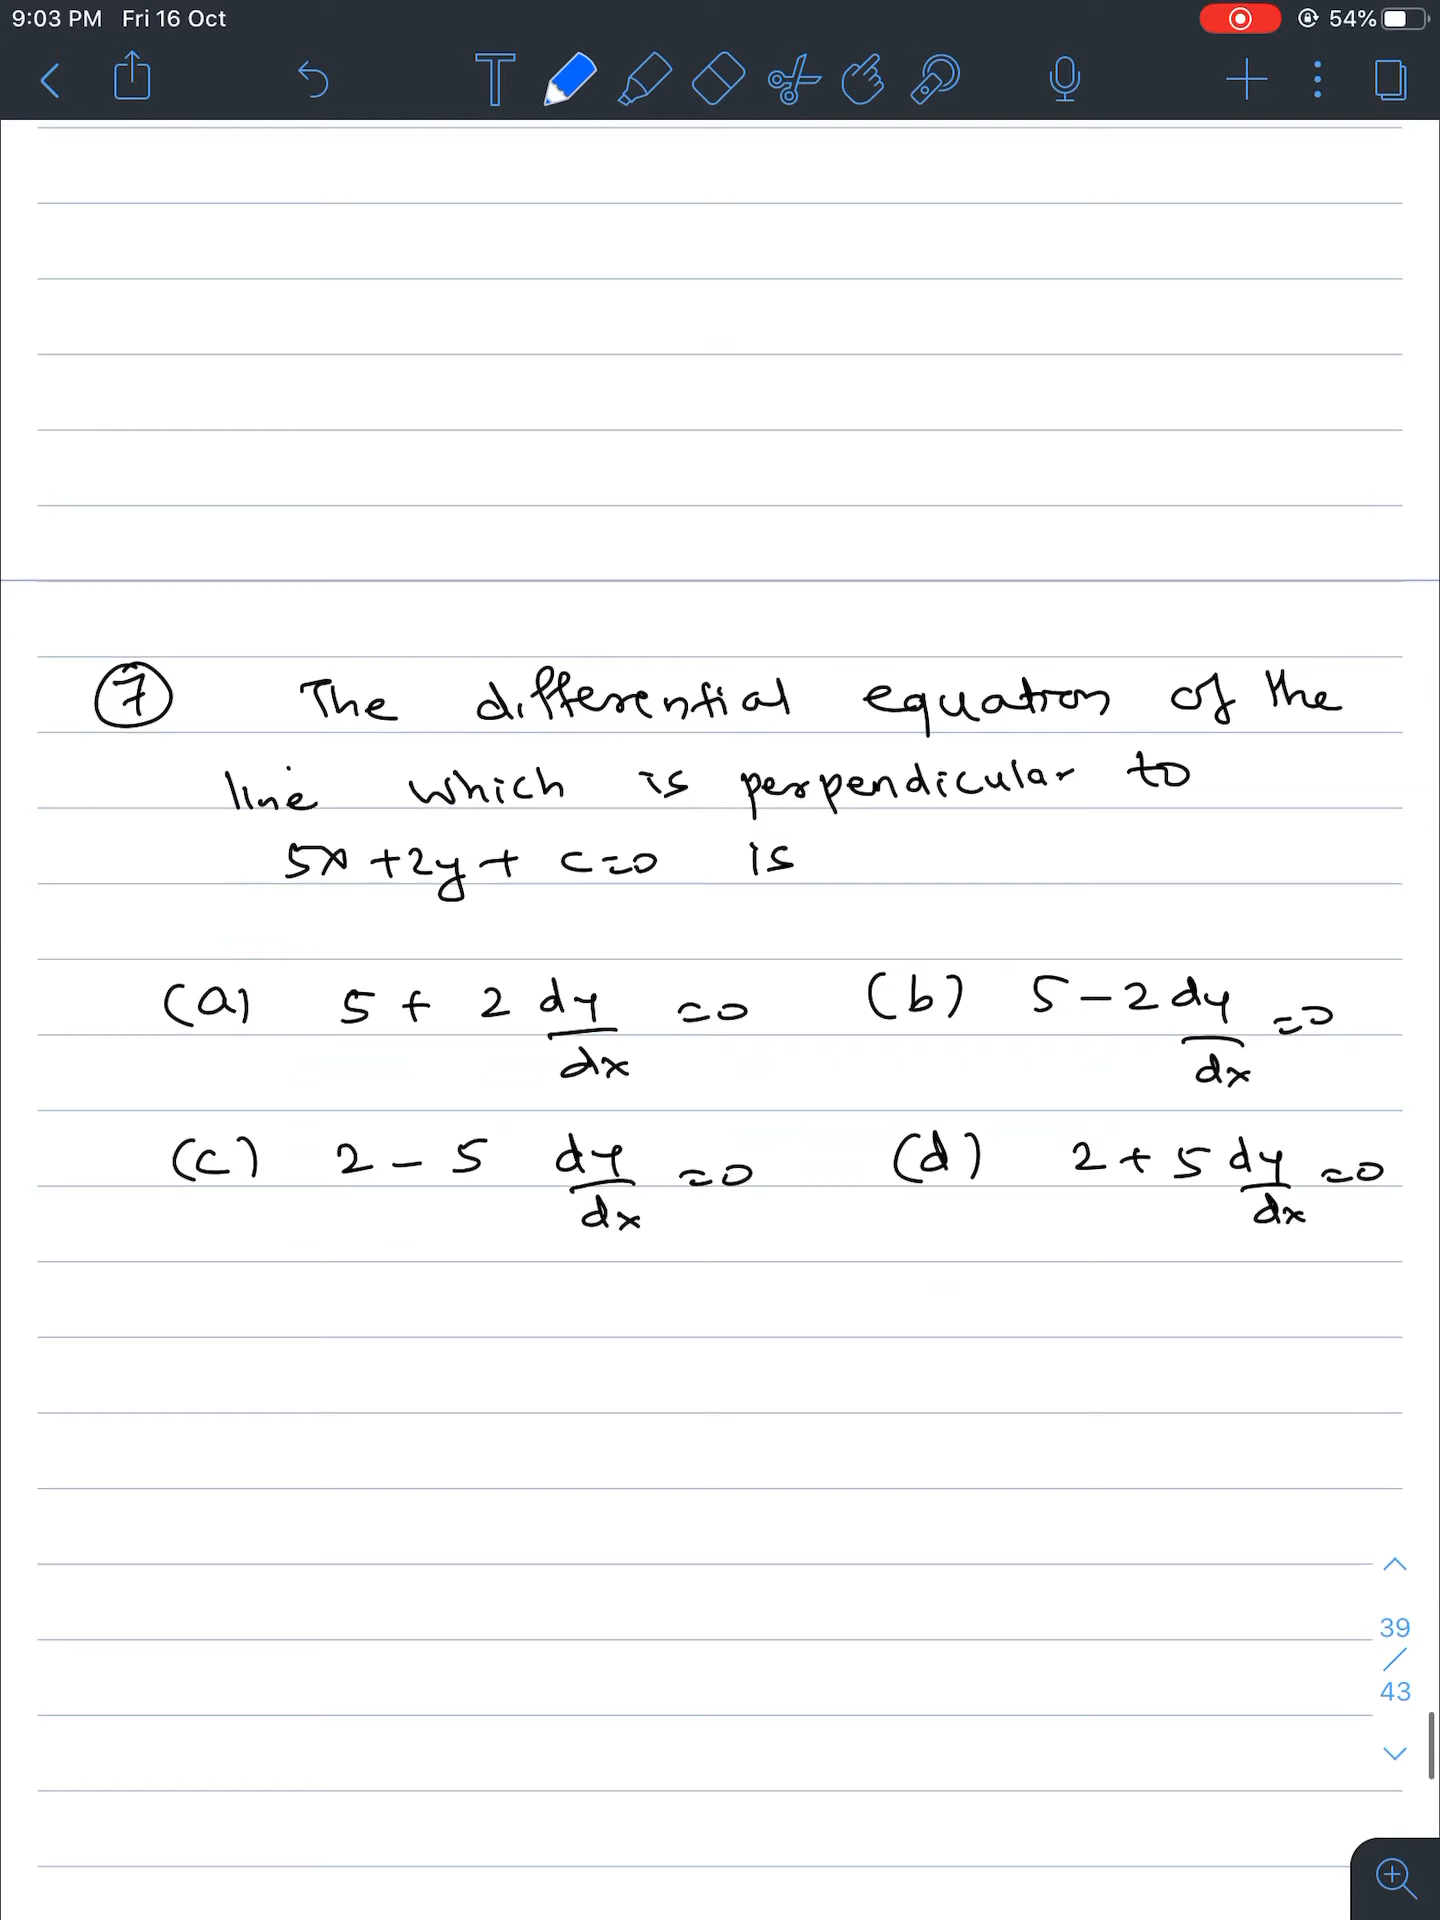 9:03 PM Fri 16 Oct 54%
T
7 The differential equation of the
line which is perpendicular to
5x+2y+ c=0 is
(a) 5 + 2 dy/dx =0 (b) 5-2 dy/dx =0
(c) 2 - 5 dy/dx =0 (d) 2 + 5 dy/dx =0
39
/
43